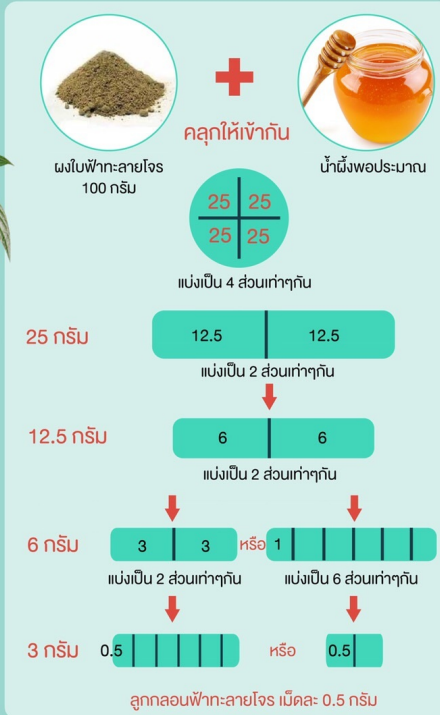 คลุกให้เข้ากัน
ผงใบฟ้าทะลายโจร
100 กรัม
น้ำผึ้งพอประมาณ
25 25
25 25
แบ่งเป็น 4 ส่วนเท่าๆกัน
25 กรัม 12.5 12.5
แบ่งเป็น 2 ส่วนเท่าๆกัน
12.5 กรัม 6 6
แบ่งเป็น 2 ส่วนเท่าๆกัน
6 กรัม 3 3 หรือ 1
แบ่งเป็น 2 ส่วนเท่าๆกัน แบ่งเป็น 6 ส่วนเท่าๆกัน
3 กรัม 0.5 หรือ 0.5
ลูกกลอนฟ้าทะลายโจร เม็ดละ 0.5 กรัม